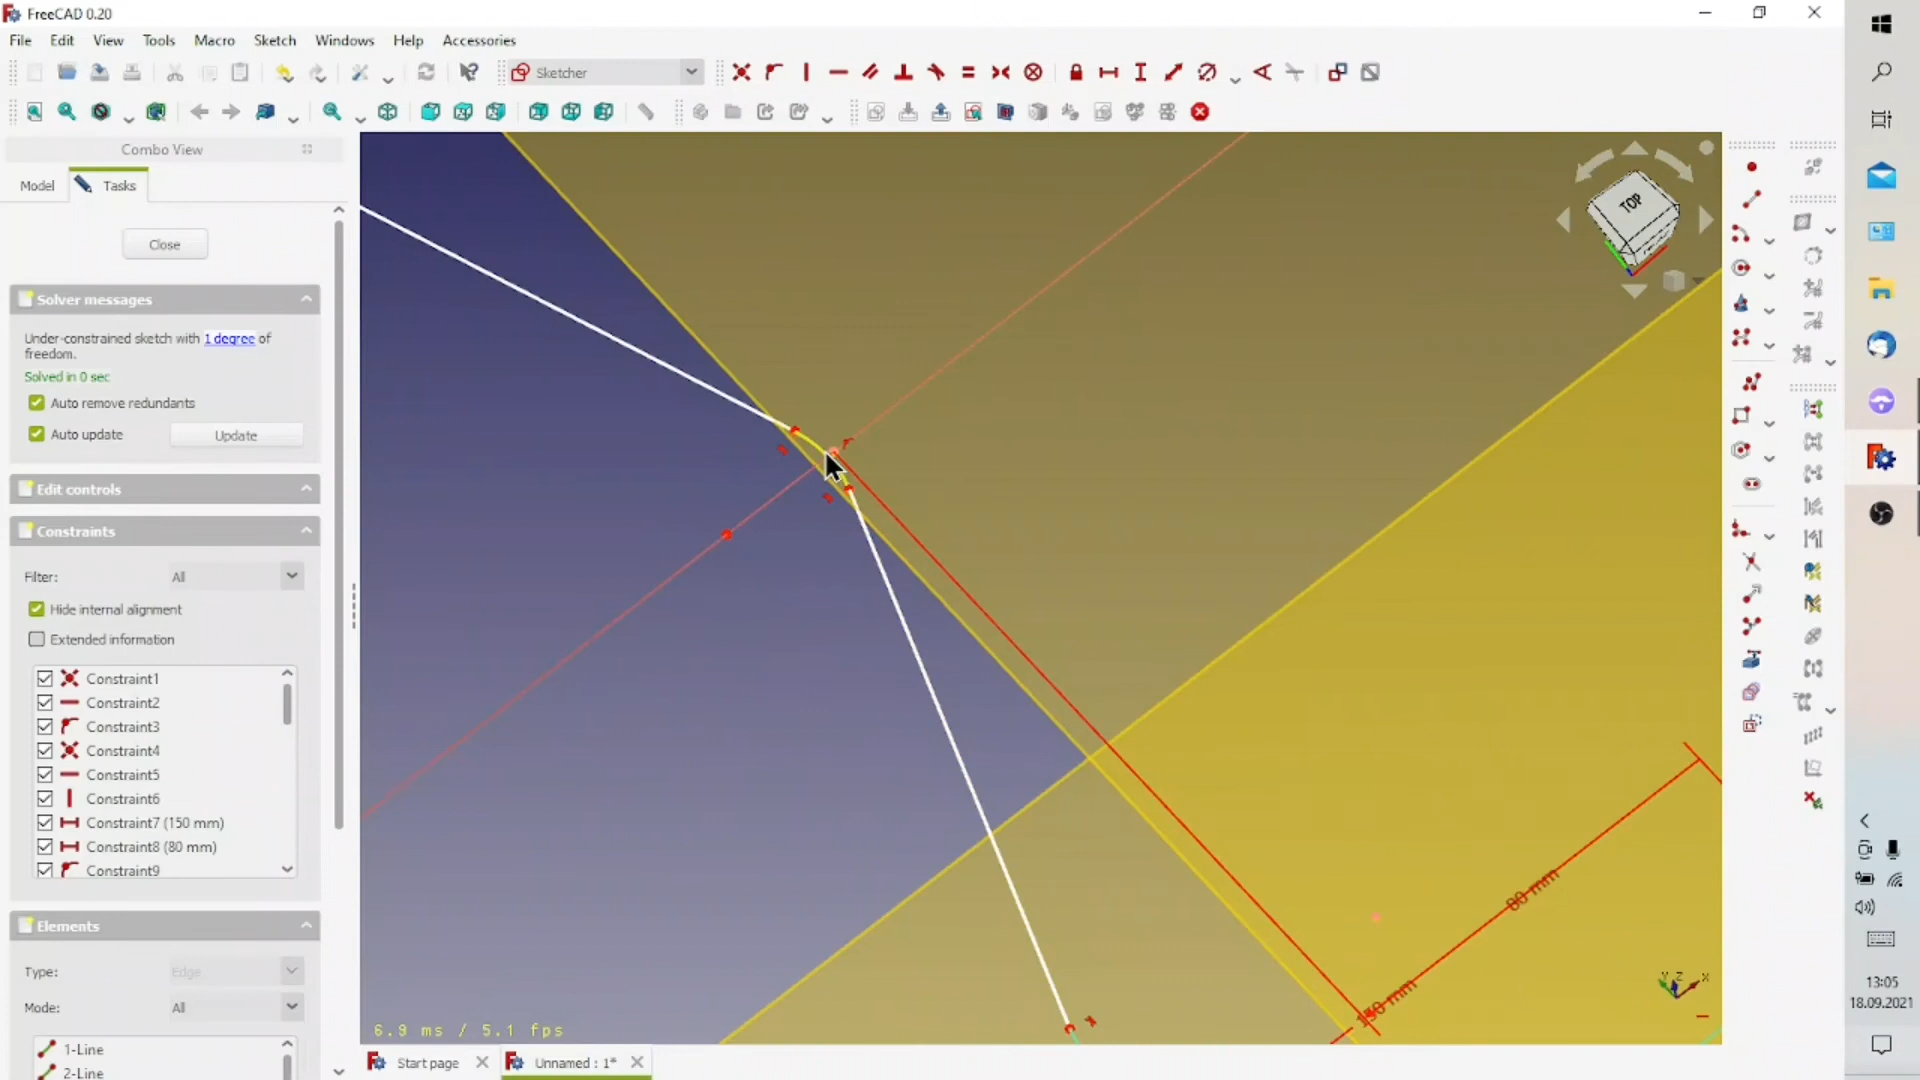 FreeCAD 0.20
File Edit View Tools Macro Sketch Windows Help Accessories
Sketcher
Combo View
Model Tasks
Close
Solver messages
Under-constrained sketch with 1 degree of
freedom.
Solved in 0 sec
Auto remove redundants
Auto update Update
Edit controls
Constraints
Filter: All
Hide internal alignment
Extended information
Constraint1
Constraint2
Constraint3
Constraint4
Constraint5
Constraint6
Constraint7 (150 mm)
Constraint8 (80 mm)
Constraint9
Elements
Type: Edge
Mode: All
1-Line
2-Line
TOP
80 mm
150 mm
Y Z X
6.9 ms / 5.1 fps
Start page Unnamed : 1*
13:05
18.09.2021